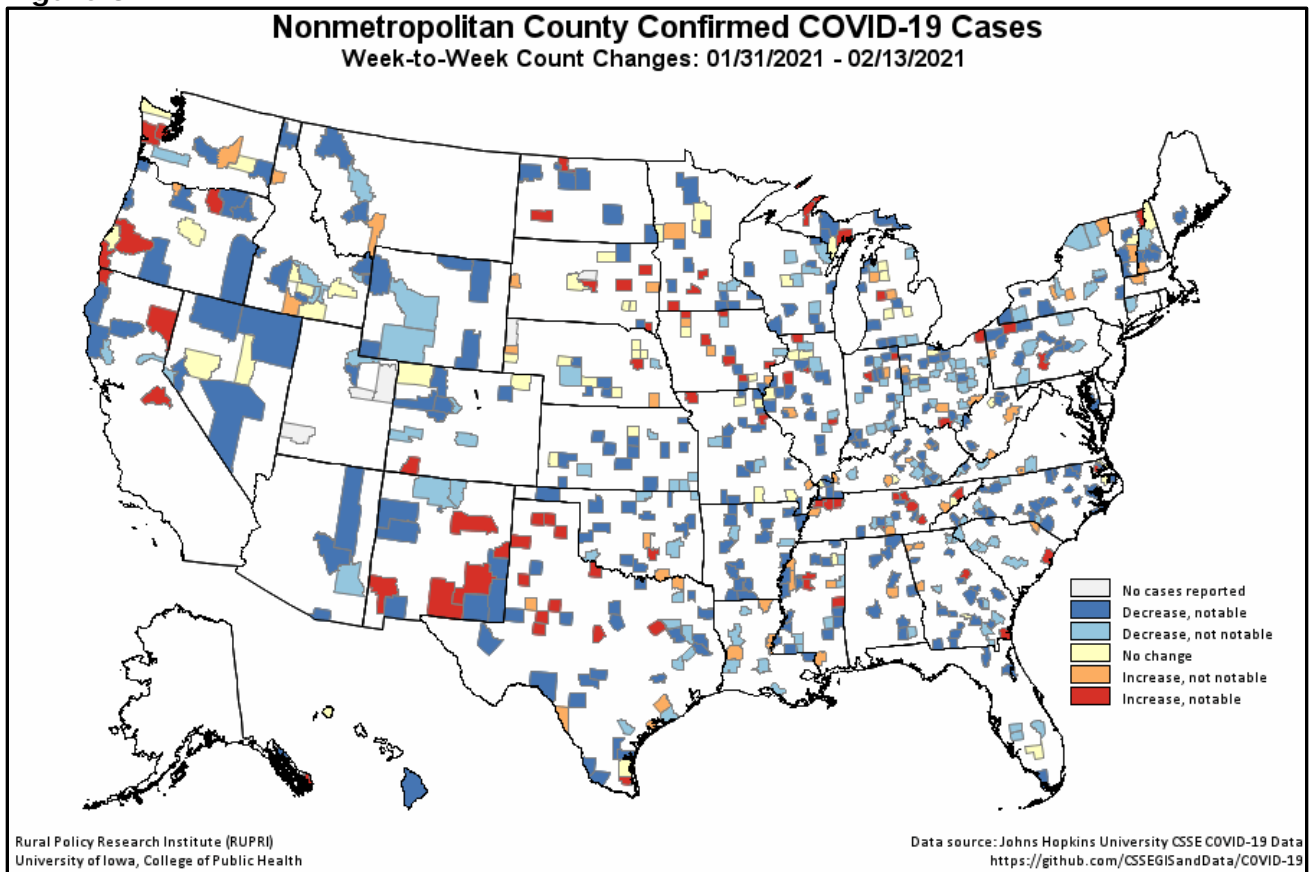 Nonmetropolitan County Confirmed COVID-19 Cases
Week-to-Week Count Changes: 01/31/2021 - 02/13/2021
No cases reported
Decrease, notable
Decrease, not notable
No change
Increase, not notable
Increase, notable
Rural Policy Research Institute (RUPRI)
University of Iowa, College of Public Health
Data source: Johns Hopkins University CSSE COVID-19 Data
https://github.com/CSSEGISandData/COVID-19